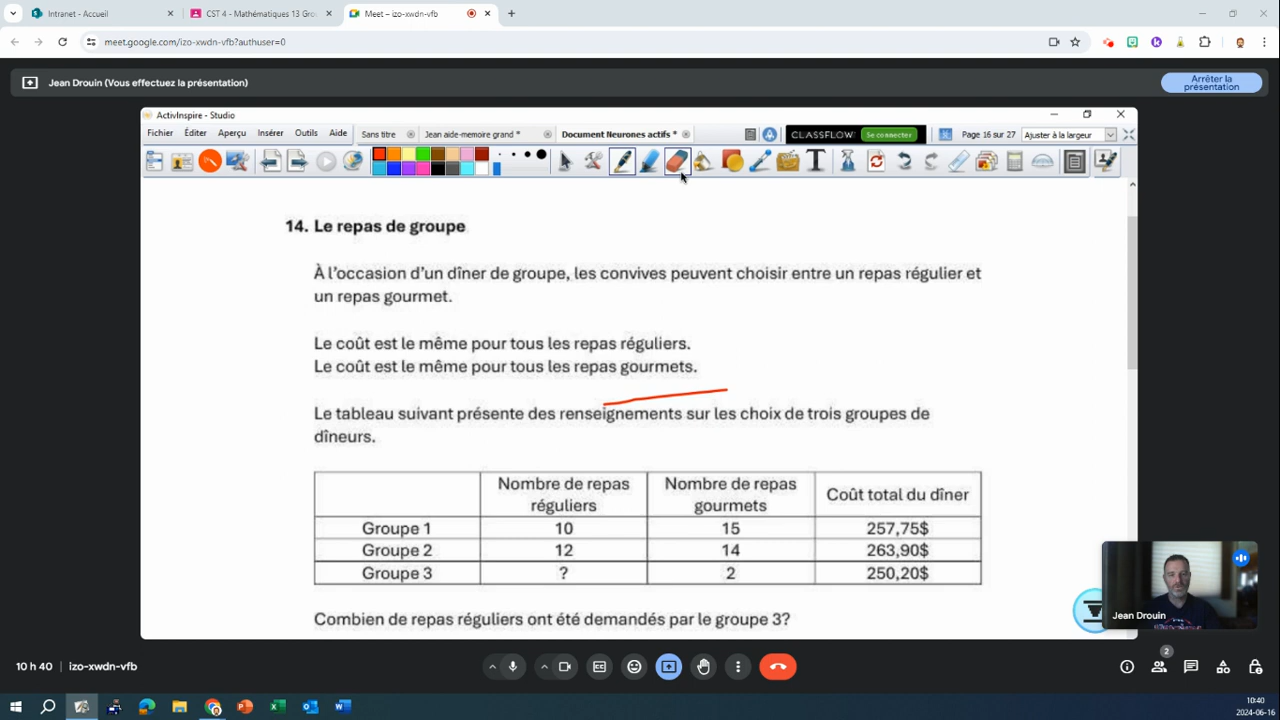 Intranet - Accueil
CST 4 - Mathématiques 13 Gro
Meet – izo-xwdn-vfb
meet.google.com/izo-xwdn-vfb?authuser=0
Jean Drouin (Vous effectuez la présentation)
Arrêter la
présentation
ActivInspire - Studio
Fichier Éditer Aperçu Insérer Outils Aide
Sans titre
Jean aide-memoire grand *
Document Neurones actifs *
CLASSFLOW Se connecter
Page 16 sur 27
Ajuster à la largeur
14. Le repas de groupe
À l'occasion d'un dîner de groupe, les convives peuvent choisir entre un repas régulier et
un repas gourmet.
Le coût est le même pour tous les repas réguliers.
Le coût est le même pour tous les repas gourmets.
Le tableau suivant présente des renseignements sur les choix de trois groupes de
dîneurs.
Nombre de repas
réguliers
Nombre de repas
gourmets
Coût total du dîner
Groupe 1 10 15 257,75$
Groupe 2 12 14 263,90$
Groupe 3 ? 2 250,20$
Combien de repas réguliers ont été demandés par le groupe 3?
Jean Drouin
10 h 40 izo-xwdn-vfb
2
10:40
2024-06-16